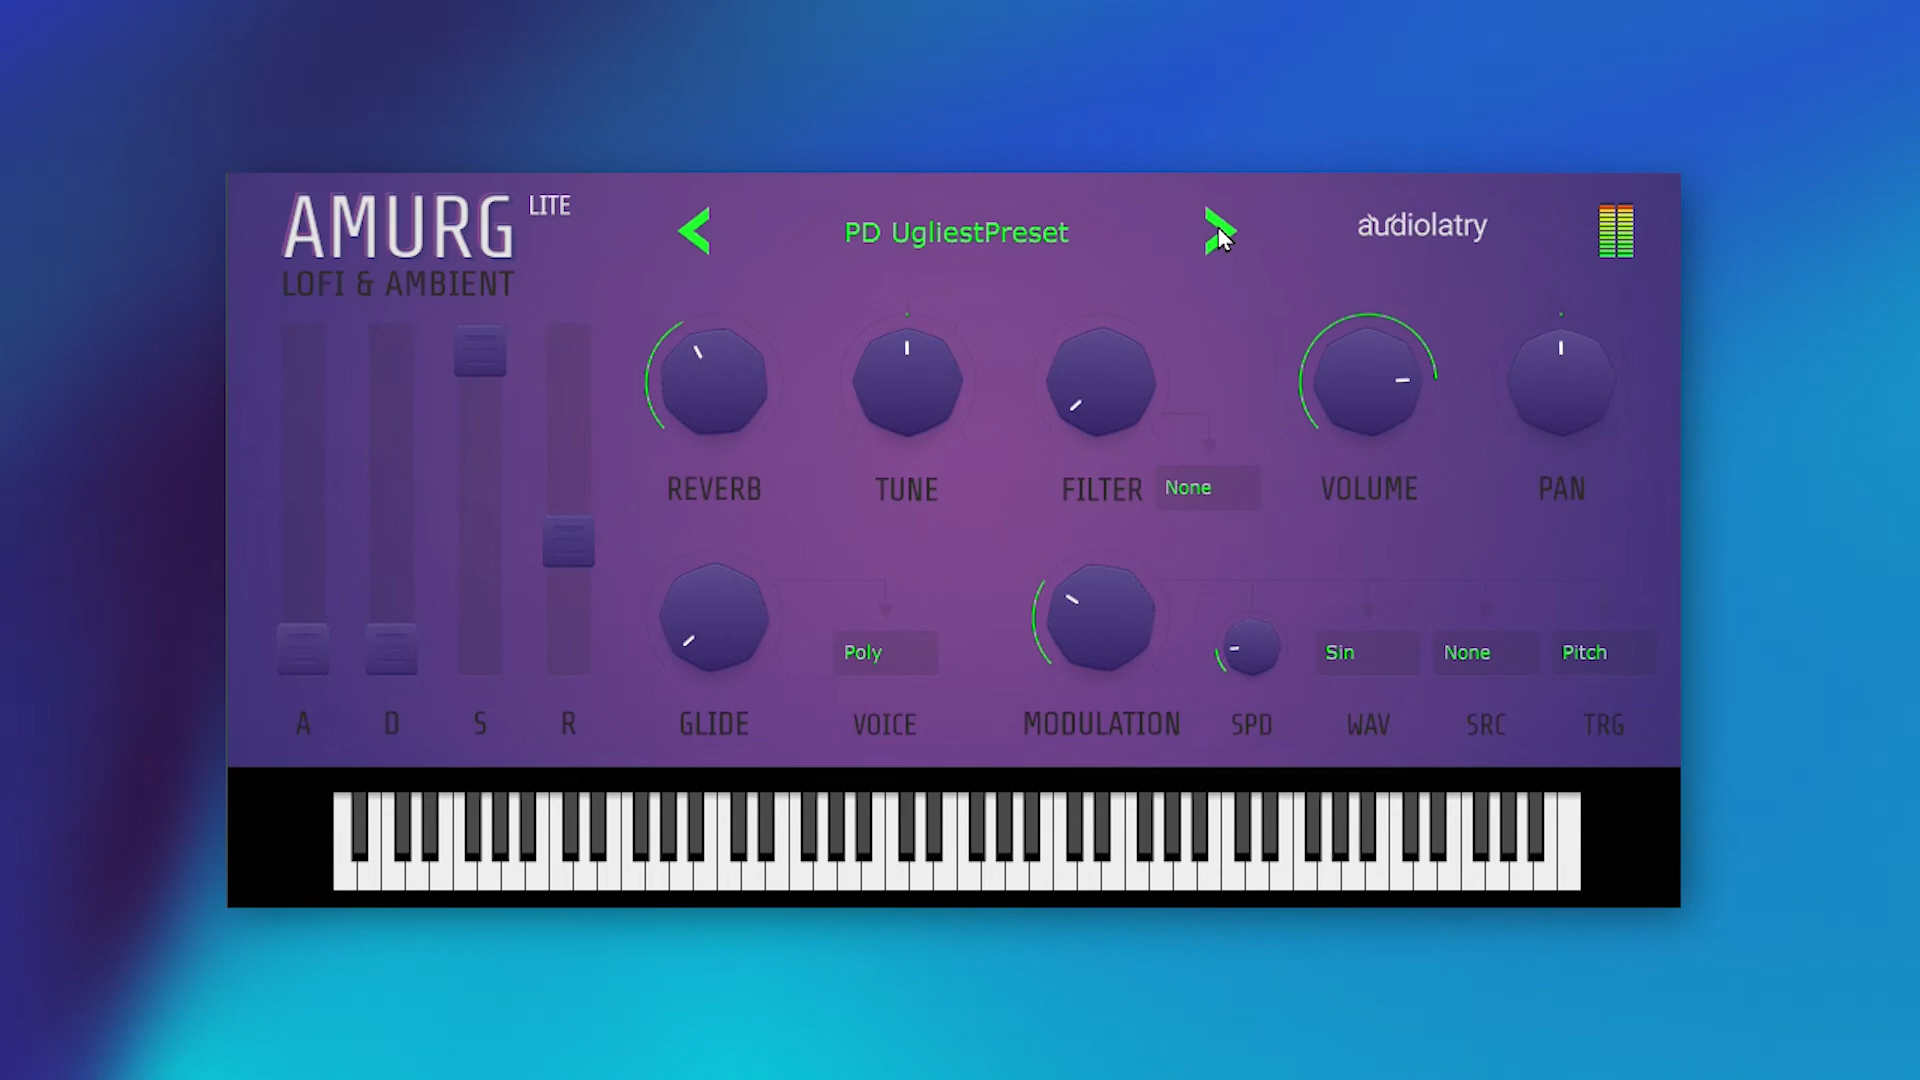 AMURG LITE
LOFI & AMBIENT
PD UgliestPreset
audiolatry
REVERB
TUNE
FILTER
None
VOLUME
PAN
A
D
S
R
GLIDE
Poly
VOICE
MODULATION
SPD
Sin
WAV
None
SRC
Pitch
TRG